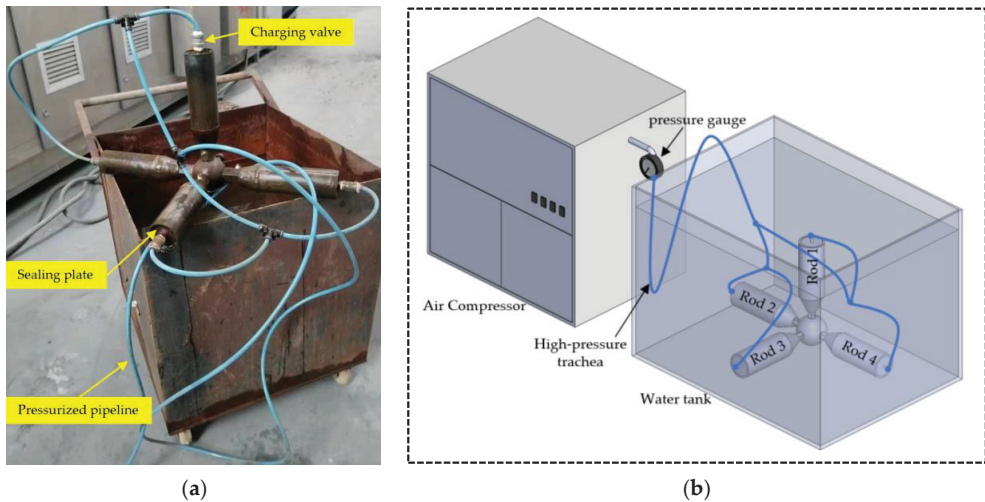 Charging valve
Sealing plate
Pressurized pipeline
(a)
(b)
pressure gauge
Air Compressor
High-pressure
trachea
Water tank
Rod 1
Rod 2
Rod 3
Rod 4